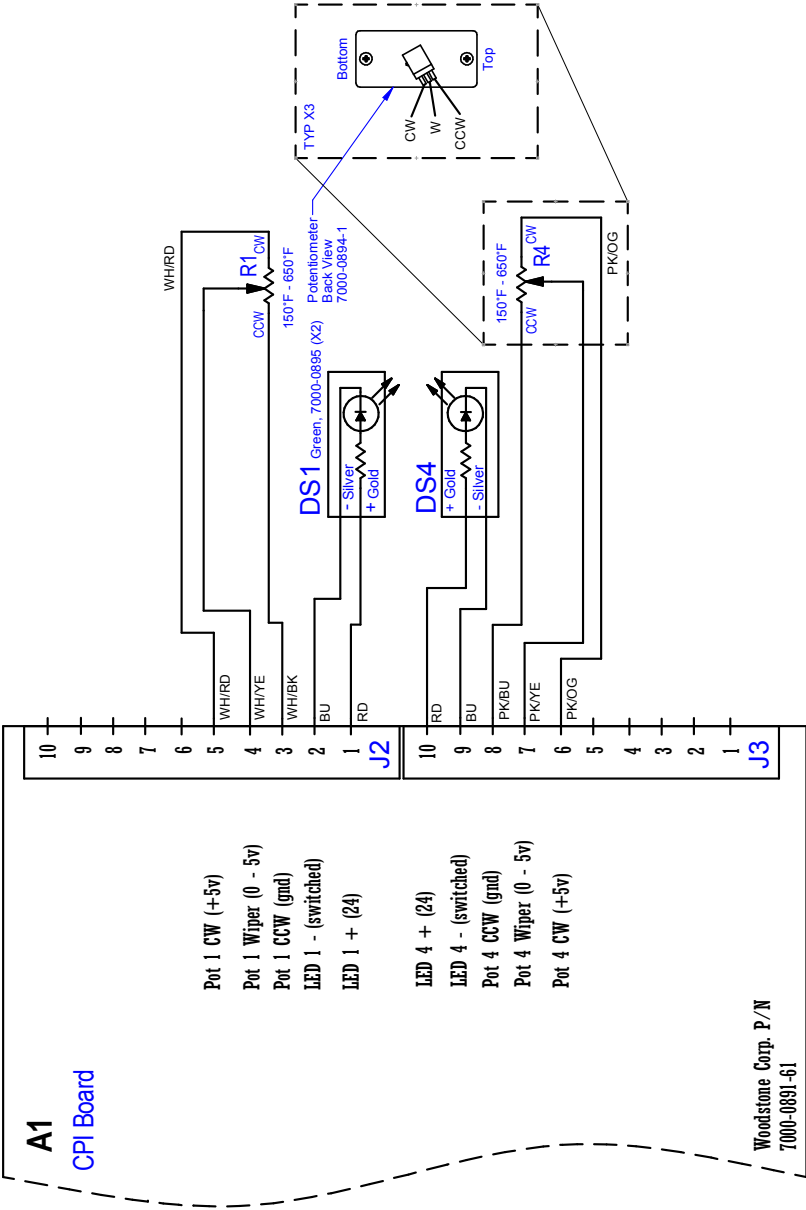 A1
CPI Board
Pot 1 CW (+5v)
Pot 1 Wiper (0 - 5v)
Pot 1 CCW (gnd)
LED 1 - (switched)
LED 1 + (24)
LED 4 + (24)
LED 4 - (switched)
Pot 4 CCW (gnd)
Pot 4 Wiper (0 - 5v)
Pot 4 CW (+5v)
Woodstone Corp. P/N
7000-0891-61
10
9
8
7
6
5
4
3
2
1
J2
10
9
8
7
6
5
4
3
2
1
J3
WH/RD
WH/YE
WH/BK
BU
RD
RD
BU
PK/BU
PK/YE
PK/OG
WH/RD
R1
CW
CCW
150°F - 650°F
DS1
Green, 7000-0895 (X2)
- Silver
+ Gold
DS4
+ Gold
- Silver
150°F - 650°F
CCW
R4
CW
PK/OG
Potentiometer
Back View
7000-0894-1
TYP X3
Bottom
Top
CW
W
CCW